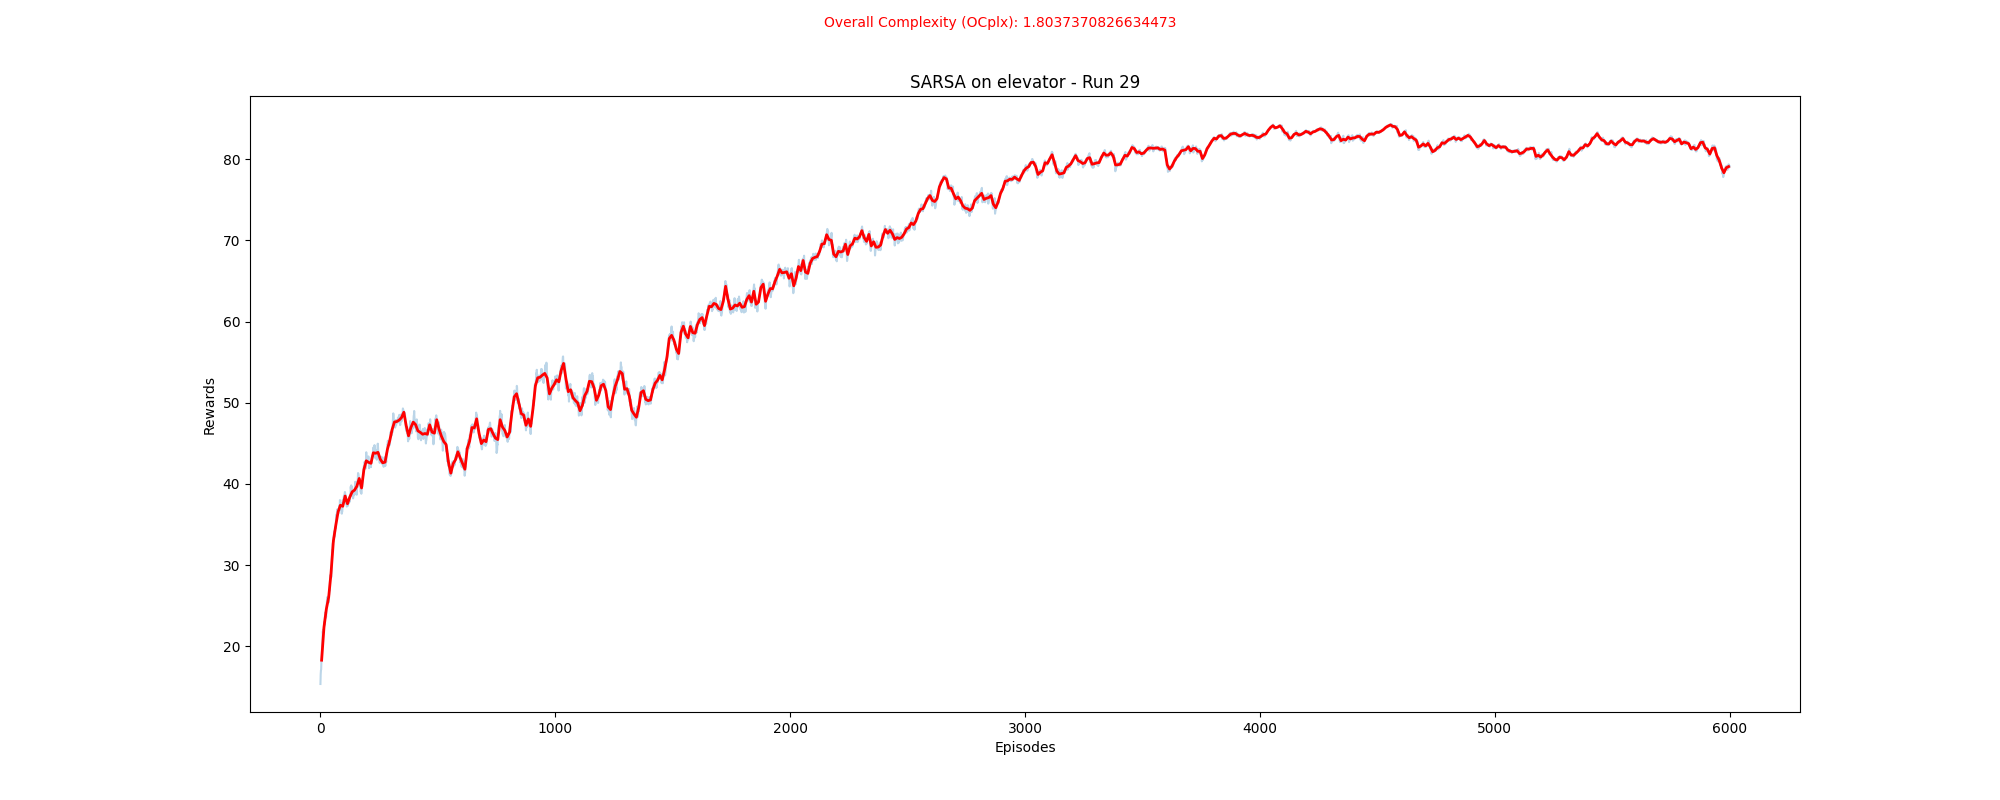 Overall Complexity (OCplx): 1.8037370826634473
SARSA on elevator - Run 29
Rewards
80
70
60
50
40
30
20
0 1000 2000 3000 4000 5000 6000
Episodes